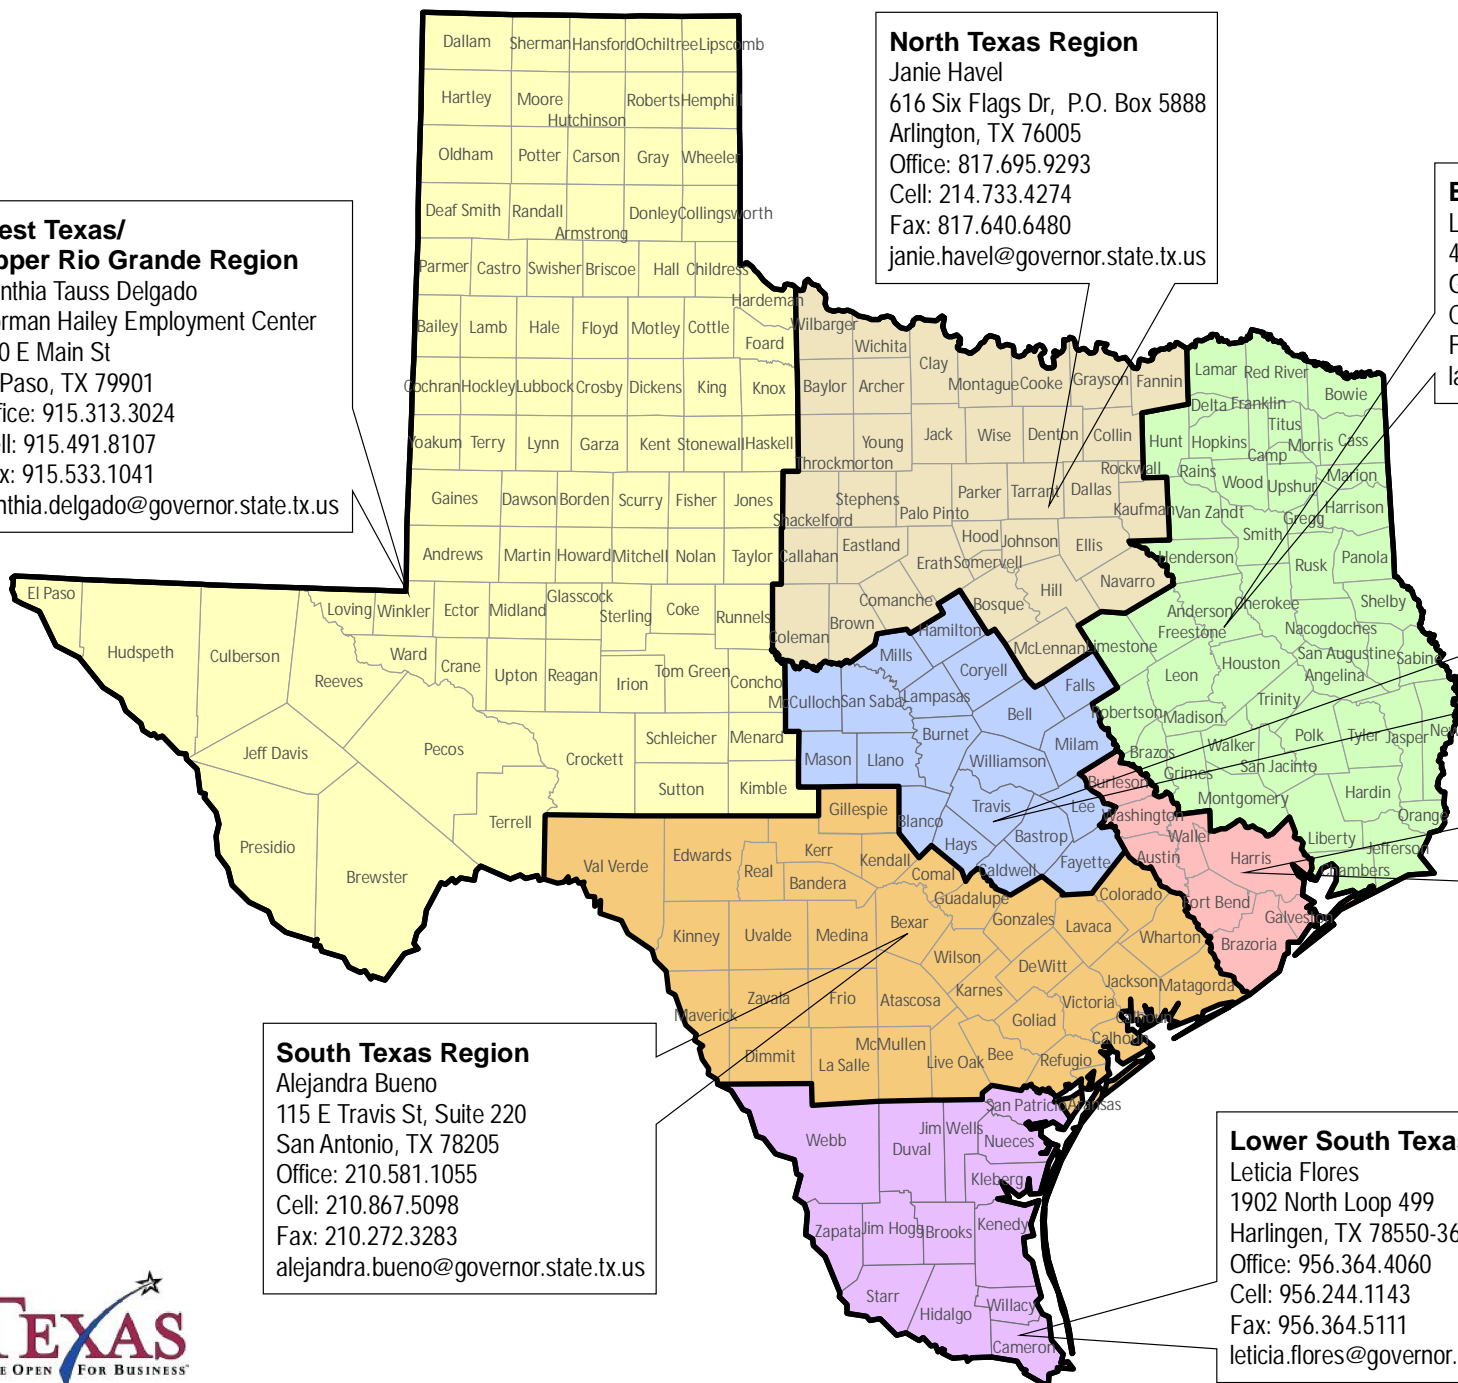 North Texas Region
Janie Havel
616 Six Flags Dr, P.O. Box 5888
Arlington, TX 76005
Office: 817.695.9293
Cell: 214.733.4274
Fax: 817.640.6480
janie.havel@governor.state.tx.us
est Texas/
pper Rio Grande Region
nthia Tauss Delgado
orman Hailey Employment Center
0 E Main St
Paso, TX 79901
fice: 915.313.3024
ll: 915.491.8107
x: 915.533.1041
nthia.delgado@governor.state.tx.us
Dallam Sherman Hansford Ochiltree Lipscomb
Hartley Moore Hutchinson Roberts Hemphill
Oldham Potter Carson Gray Wheeler
Deaf Smith Randall Armstrong Donley Collingsworth
Parmer Castro Swisher Briscoe Hall Childress
Hardeman
Bailey Lamb Hale Floyd Motley Cottle Foard
Wilbarger Wichita Clay
Cochran Hockley Lubbock Crosby Dickens King Knox
Baylor Archer Montague Cooke Grayson Fannin
Lamar Red River Bowie
Delta Franklin Titus
Yoakum Terry Lynn Garza Kent Stonewall Haskell
Throckmorton Young Jack Wise Denton Collin
Hunt Hopkins Camp Morris Cass
Rockwall Rains Wood Upshur Marion
Gaines Dawson Borden Scurry Fisher Jones
Shackelford Stephens Palo Pinto Parker Tarrant Dallas Kaufman
Van Zandt Smith Gregg Harrison
Andrews Martin Howard Mitchell Nolan Taylor
Callahan Eastland Erath Hood Somervell Johnson Ellis
Henderson Rusk Panola
Hill Navarro
El Paso
Loving Winkler Ector Midland Glasscock Sterling Coke Runnels
Coleman Brown Comanche Bosque
Anderson Cherokee Shelby
Freestone Nacogdoches
Hudspeth Culberson Reeves Ward Crane Upton Reagan Irion Tom Green Concho
Mills Hamilton McLennan Limestone
San Augustine Sabine
Leon Houston Angelina
McCulloch San Saba Lampasas Coryell Falls
Robertson Madison Trinity
Jeff Davis Pecos Crockett Schleicher Menard
Burnet Bell Milam
Brazos Walker Polk Tyler Jasper
Mason Llano Williamson
Grimes San Jacinto
Sutton Kimble
Burleson Montgomery Hardin
Terrell Gillespie
Blanco Travis Lee Washington
Orange
Presidio Brewster
Hays Bastrop Waller Liberty Jefferson
Val Verde Edwards Real Kerr Bandera Kendall
Comal Caldwell Fayette Austin Harris Chambers
Guadalupe Gonzales Colorado Fort Bend Galveston
Kinney Uvalde Medina Bexar Lavaca Wharton Brazoria
Wilson DeWitt
Maverick Zavala Frio Atascosa Karnes Jackson Matagorda
Goliad Victoria Calhoun
Calhoun
Dimmit La Salle McMullen Live Oak Bee Refugio
San Patricio Aransas
Webb Duval Jim Wells Nueces
Kleberg
Zapata Jim Hogg Brooks Kenedy
Starr Hidalgo Willacy
Cameron
South Texas Region
Alejandra Bueno
115 E Travis St, Suite 220
San Antonio, TX 78205
Office: 210.581.1055
Cell: 210.867.5098
Fax: 210.272.3283
alejandra.bueno@governor.state.tx.us
Lower South Texas
Leticia Flores
1902 North Loop 499
Harlingen, TX 78550-36
Office: 956.364.4060
Cell: 956.244.1143
Fax: 956.364.5111
leticia.flores@governor.
TEXAS
E OPEN FOR BUSINESS